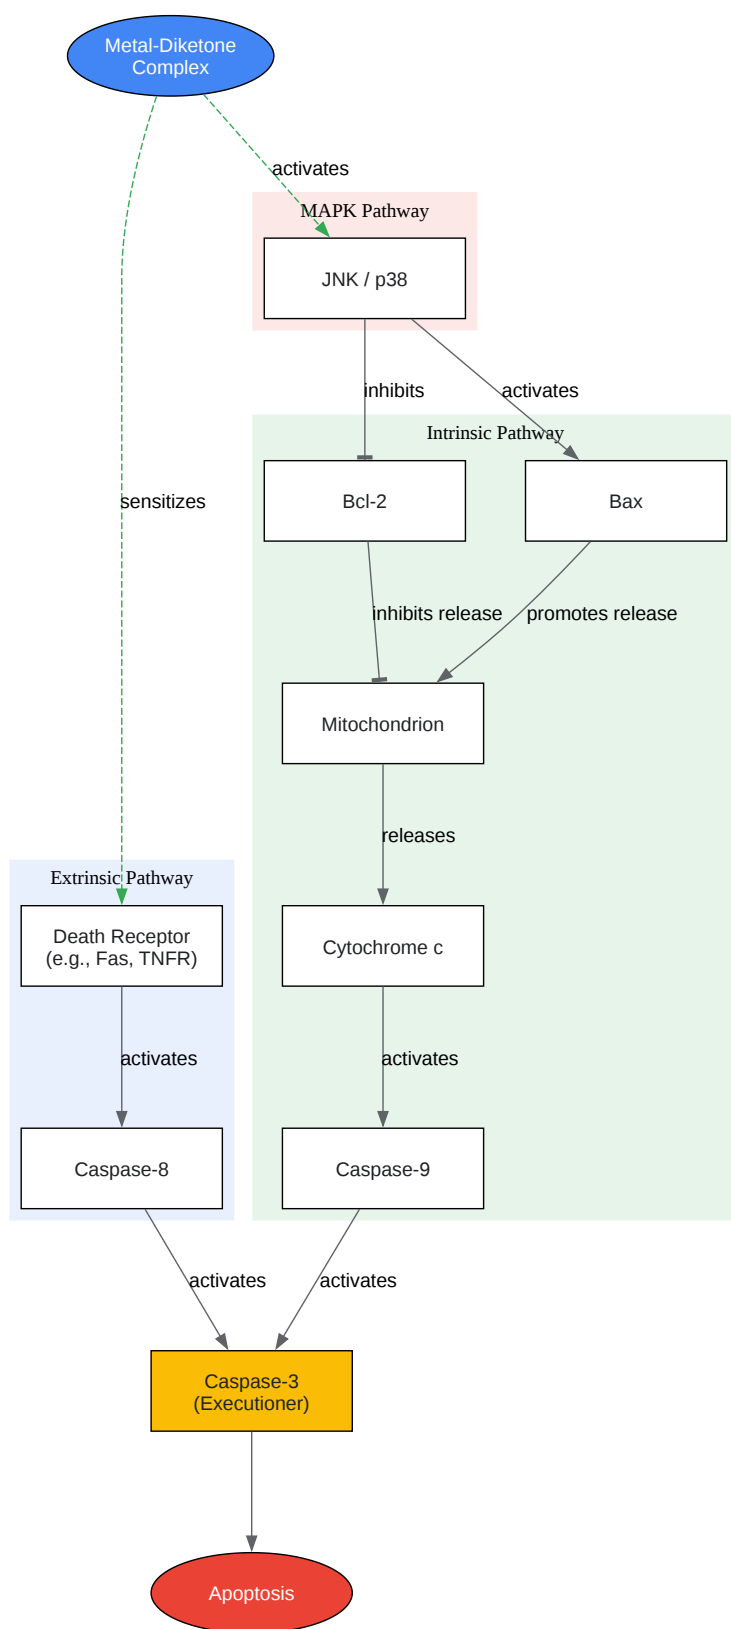 Metal-Diketone
Complex
activates
MAPK Pathway
JNK / p38
inhibits
activates
Intrinsic Pathway
Bcl-2
Bax
sensitizes
inhibits release
promotes release
Mitochondrion
releases
Extrinsic Pathway
Death Receptor
(e.g., Fas, TNFR)
Cytochrome c
activates
activates
Caspase-8
Caspase-9
activates
activates
Caspase-3
(Executioner)
Apoptosis